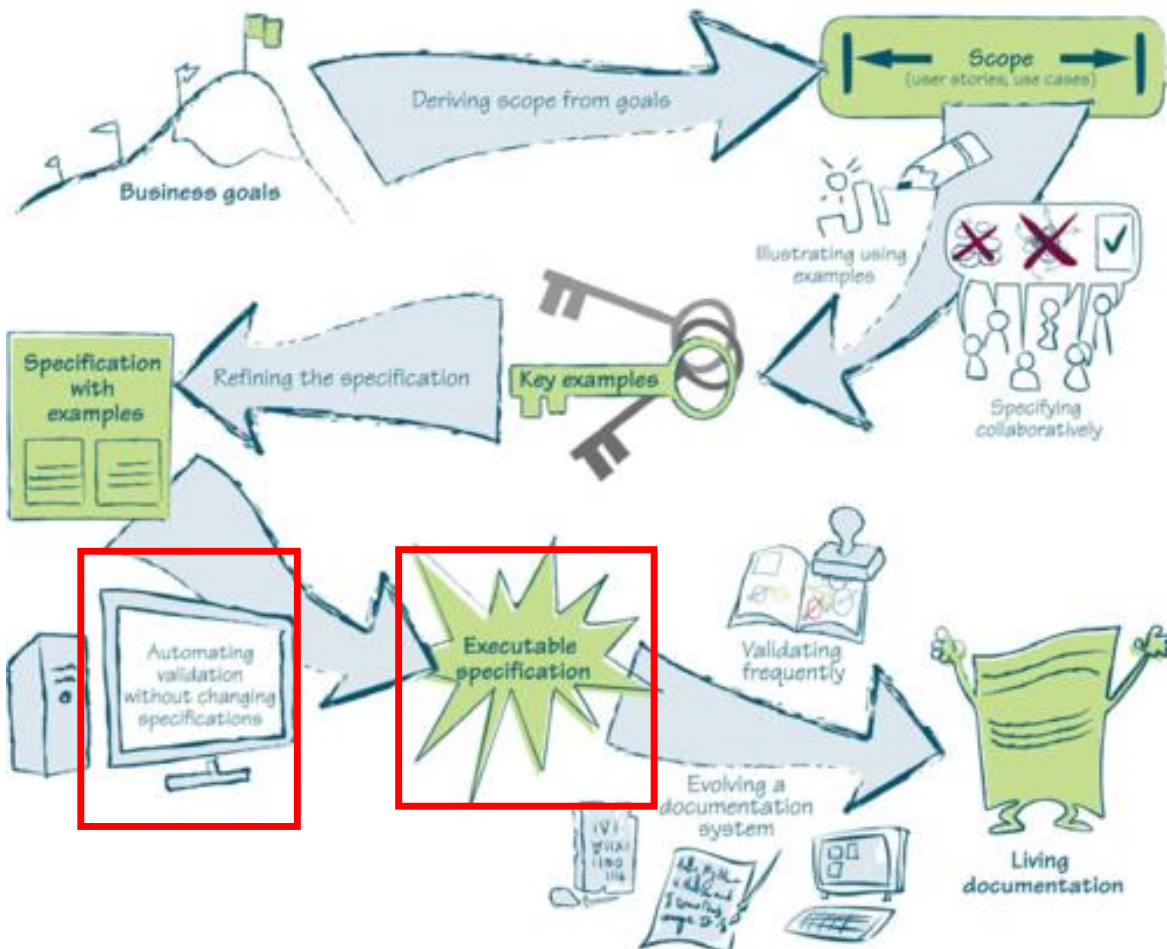 Deriving scope from goals
Scope
(user stories, use cases)
Business goals
Illustrating using
examples
Specification
with
examples
Refining the specification
Key examples
Specifying
collaboratively
Automating
validation
without changing
specifications
Executable
specification
Validating
frequently
Evolving a
documentation
system
Living
documentation